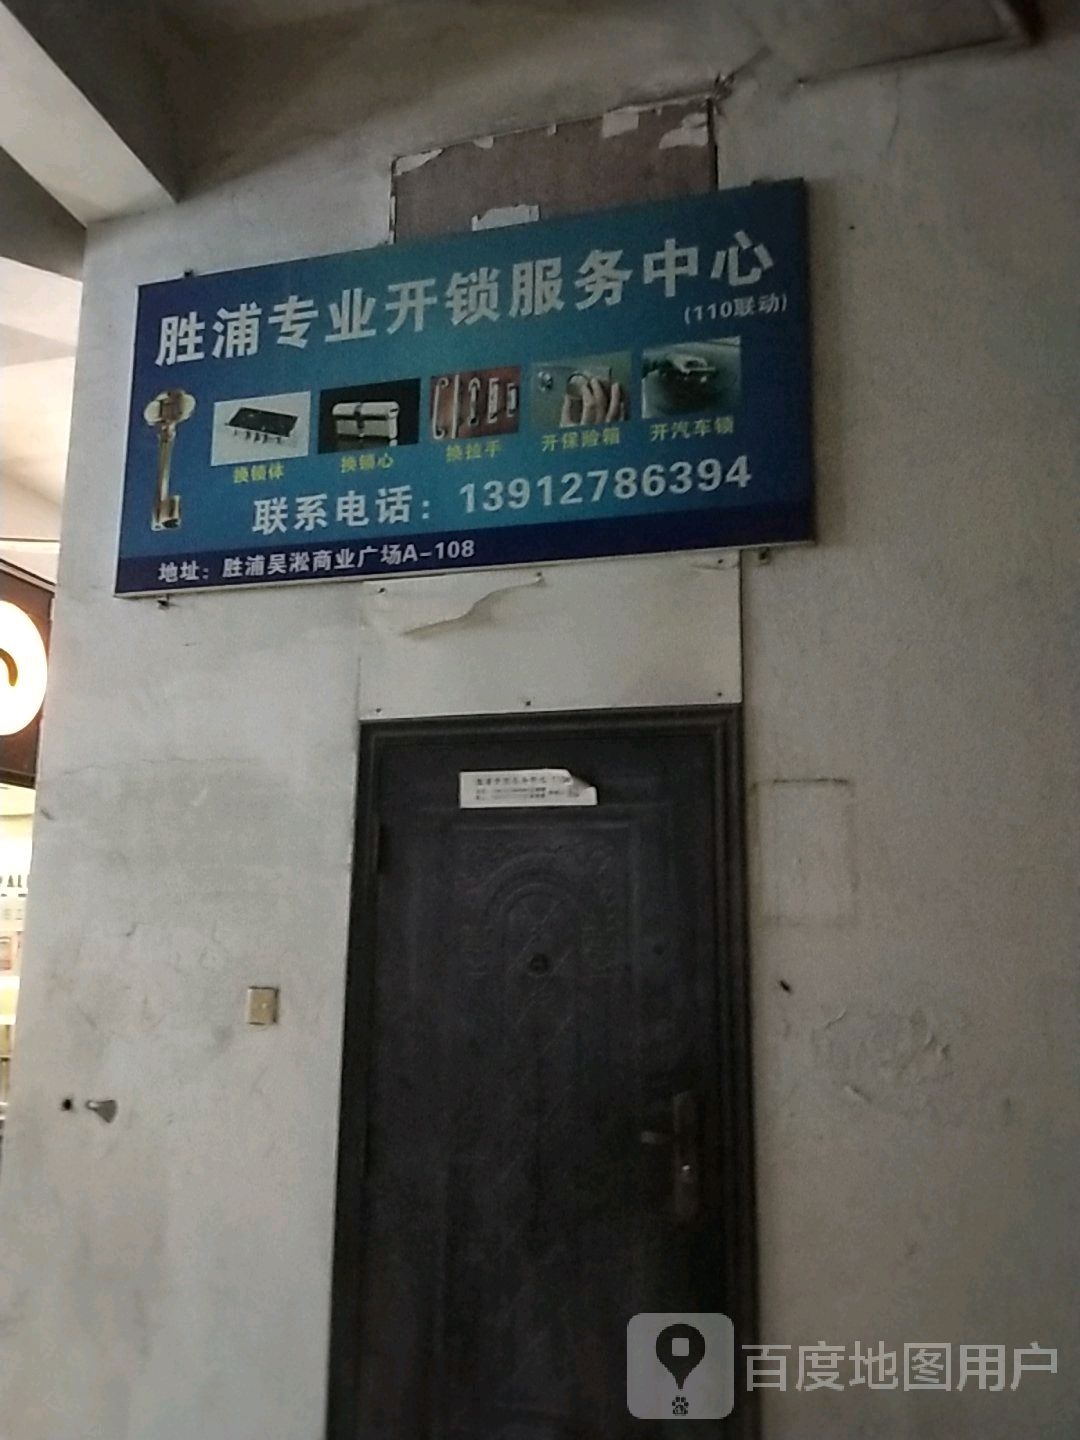 胜浦专业开锁服务中心
(110联动)
换锁体 换锁心 换拉手 开保险箱 开汽车锁
联系电话：13912786394
地址：胜浦吴淞商业广场A-108
百度地图用户